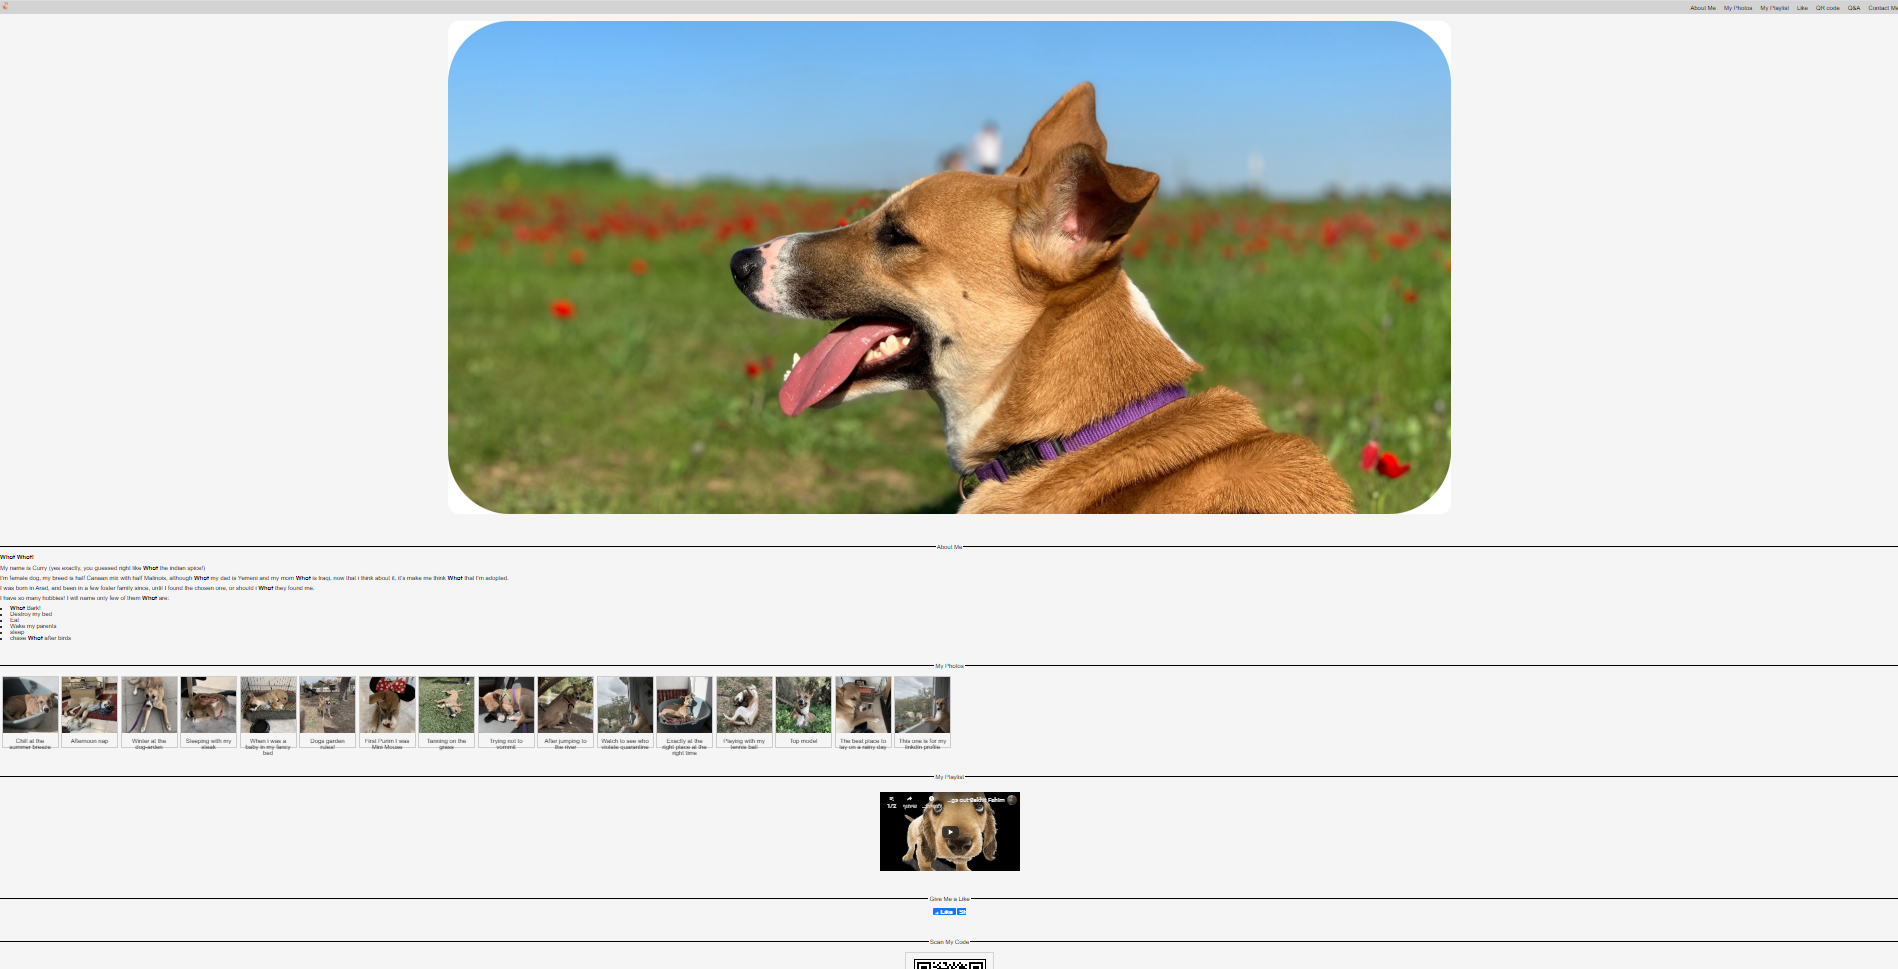 About Me My Photos My Playlist Like QR code Q&A Contact Me
About Me
What What!
My name is Curry (yes exactly, you guessed right like What the indian spice!)
I'm female dog, my breed is half Canaan mix with half Malinois, although What my dad is Yemeni and my mom What is Iraqi, now that i think about it, it's make me think What that I'm adopted.
I was born in Arad, and been in a few foster family since, until I found the chosen one, or should i What they found me.
I have so many hobbies! I will name only few of them What are:
What Bark!
Destroy my bed
Eat
Wake my parents
sleep
chase What after birds
My Photos
Chill at the
summer breeze
Afternoon nap
Winter at the
dog-arden
Sleeping with my
steak
When i was a
baby in my fancy
bed
Dogs garden
rules!
First Purim I was
Mini Mouse
Tanning on the
grass
Trying not to
vommit
After jumping to
the river
Watch to see who
violate quarantine
Exactly at the
right place at the
right time
Playing with my
tennis ball
Top model
The best place to
lay on a rainy day
This one is for my
linkdin profile
My Playlist
1/2
Give Me a Like
Like Sh
Scan My Code